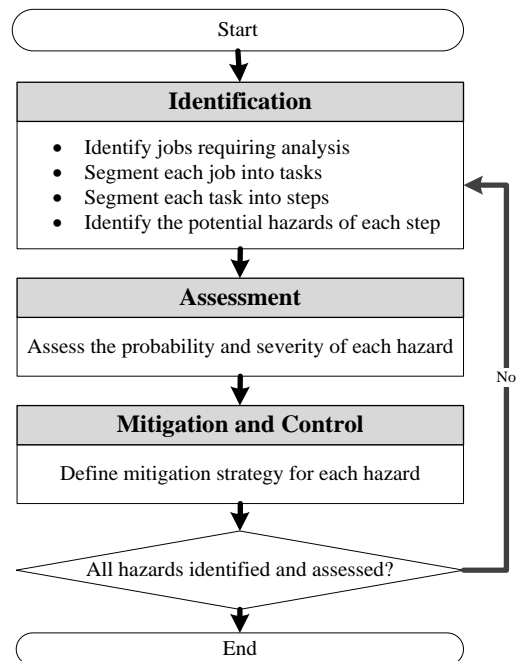 Start
Identification
• Identify jobs requiring analysis
• Segment each job into tasks
• Segment each task into steps
• Identify the potential hazards of each step
Assessment
Assess the probability and severity of each hazard
No
Mitigation and Control
Define mitigation strategy for each hazard
All hazards identified and assessed?
End